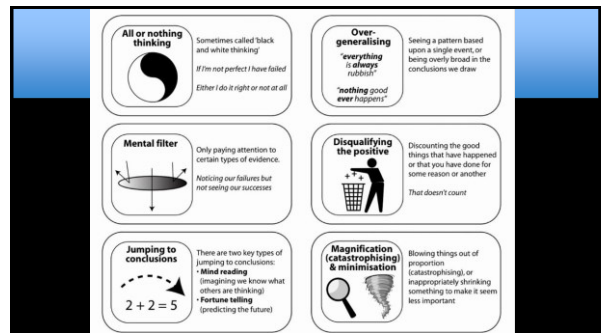 All or nothing
thinking
Sometimes called ‘black
and white thinking’
If I’m not perfect I have failed
Either I do it right or not at all
Over-
generalising
“everything
is always
rubbish”
“nothing good
ever happens”
Seeing a pattern based
upon a single event, or
being overly broad in the
conclusions we draw
Mental filter
Only paying attention to
certain types of evidence.
Noticing our failures but
not seeing our successes
Disqualifying
the positive
Discounting the good
things that have happened
or that you have done for
some reason or another
That doesn’t count
Jumping to
conclusions
2 + 2 = 5
There are two key types of
jumping to conclusions:
• Mind reading
(imagining we know what
others are thinking)
• Fortune telling
(predicting the future)
Magnification
(catastrophising)
& minimisation
Blowing things out of
proportion
(catastrophising), or
inappropriately shrinking
something to make it seem
less important